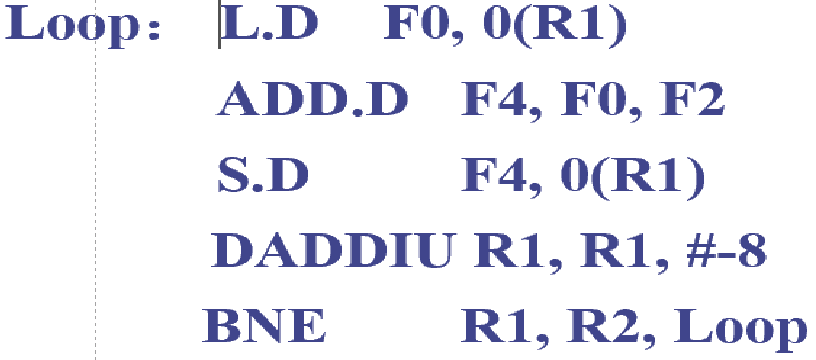 Loop： L.D F0, 0(R1)
ADD.D F4, F0, F2
S.D F4, 0(R1)
DADDIU R1, R1, #-8
BNE R1, R2, Loop